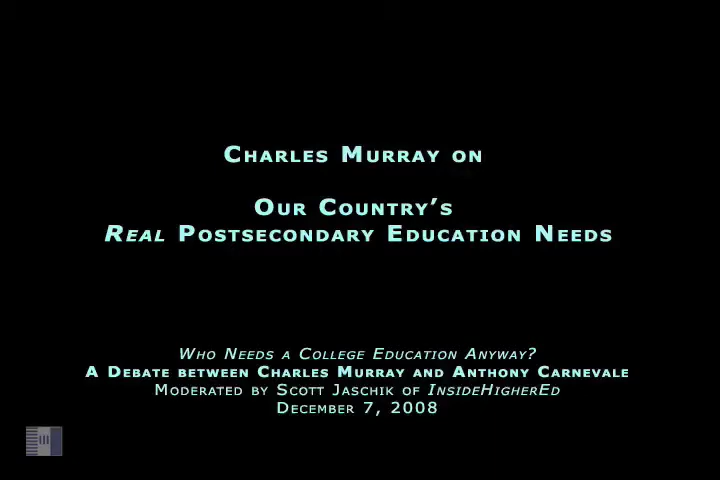 Charles Murray on
Our Country's
Real Postsecondary Education Needs
Who Needs a College Education Anyway?
A Debate between Charles Murray and Anthony Carnevale
Moderated by Scott Jaschik of InsideHigherEd
December 7, 2008